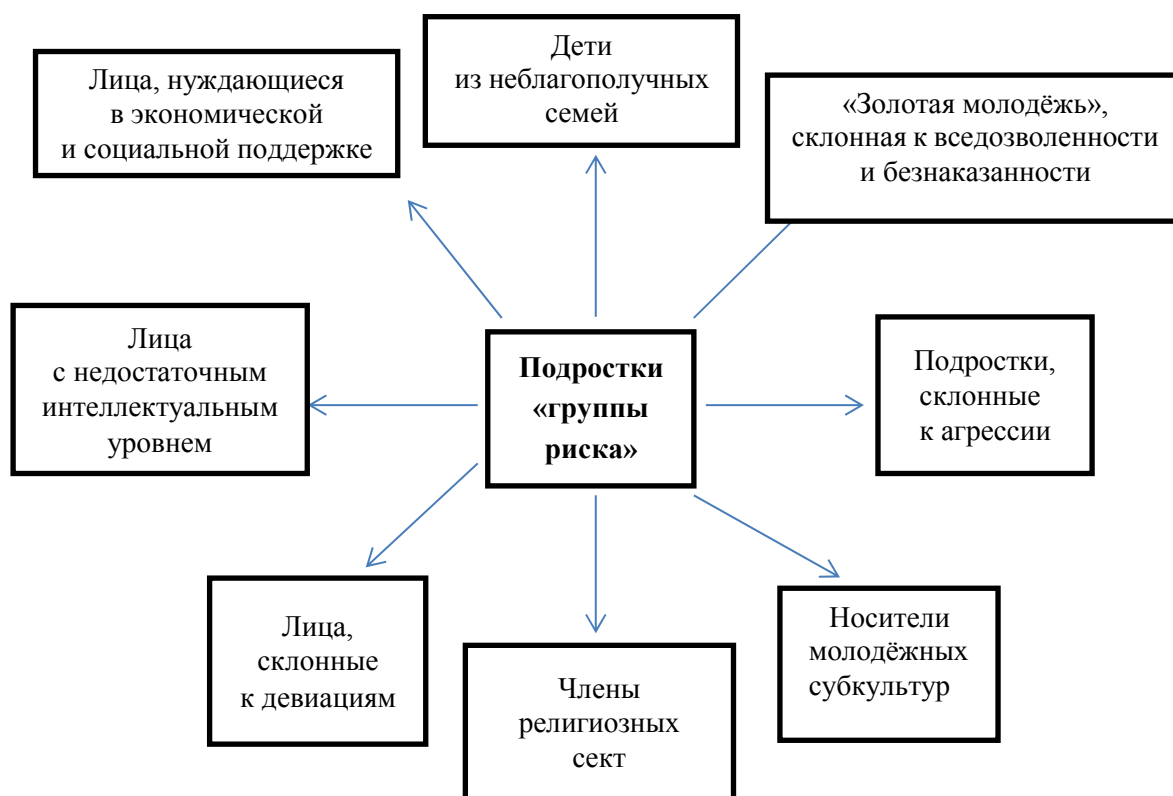 Дети
из неблагополучных
семей
Лица, нуждающиеся
в экономической
и социальной поддержке
«Золотая молодёжь»,
склонная к вседозволенности
и безнаказанности
Лица
с недостаточным
интеллектуальным
уровнем
Подростки
«группы
риска»
Подростки,
склонные
к агрессии
Лица,
склонные
к девиациям
Члены
религиозных
сект
Носители
молодёжных
субкультур